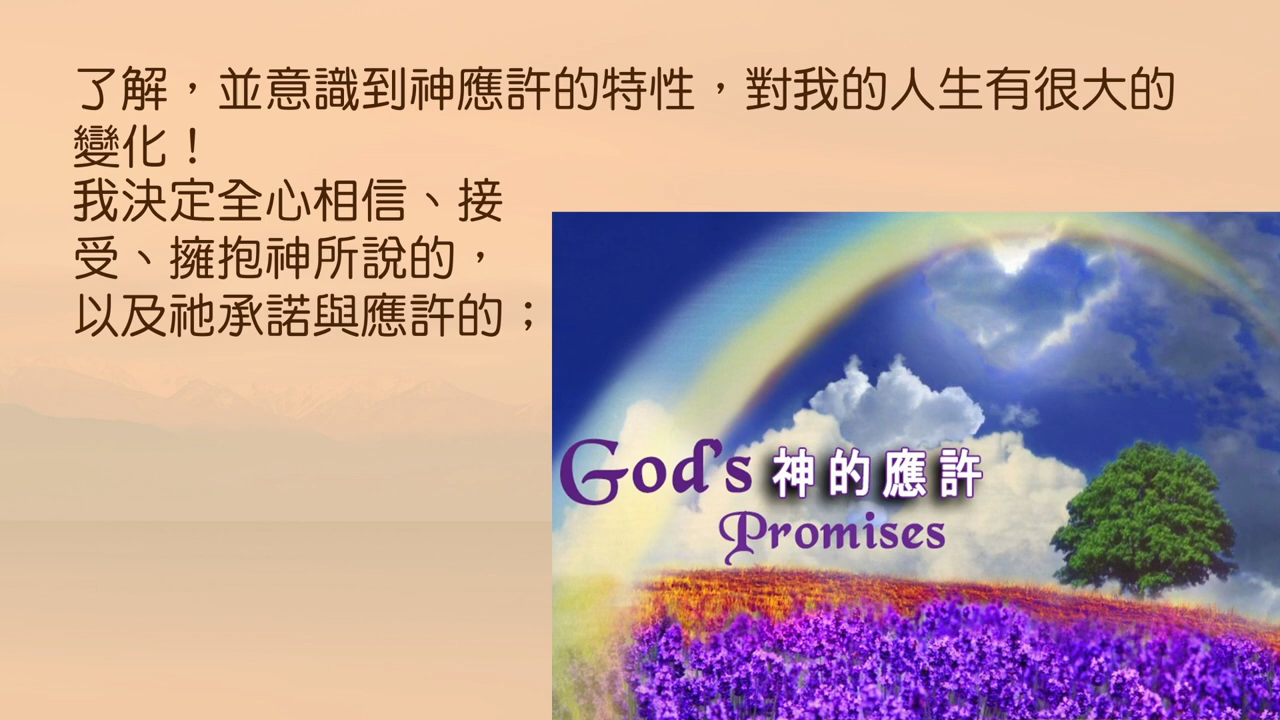 了解，並意識到神應許的特性，對我的人生有很大的
變化！
我決定全心相信、接
受、擁抱神所說的，
以及祂承諾與應許的；
God's 神的應許
Promises